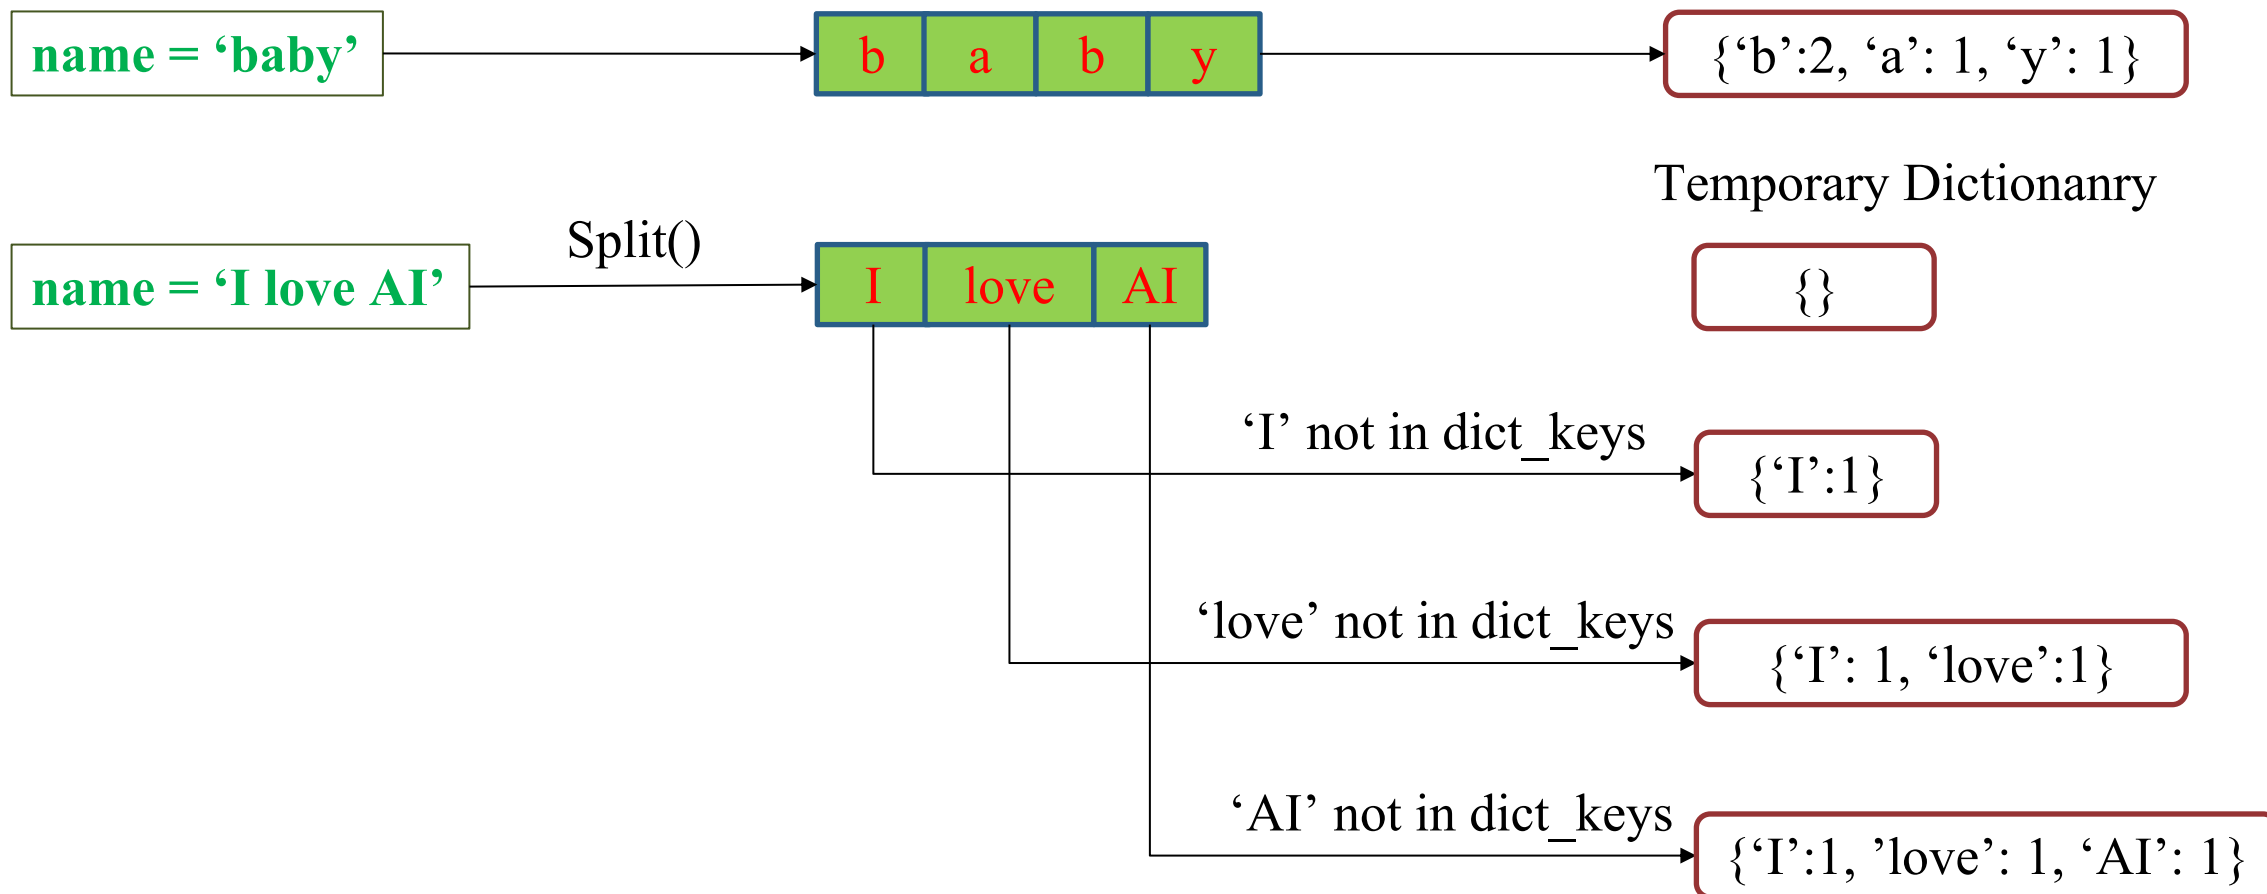 name = ‘baby’
b a b y
{‘b’:2, ‘a’: 1, ‘y’: 1}
Temporary Dictionanry
Split()
name = ‘I love AI’
I love AI
{}
‘I’ not in dict_keys
{‘I’:1}
‘love’ not in dict_keys
{‘I’: 1, ‘love’:1}
‘AI’ not in dict_keys
{‘I’:1, ’love’: 1, ‘AI’: 1}